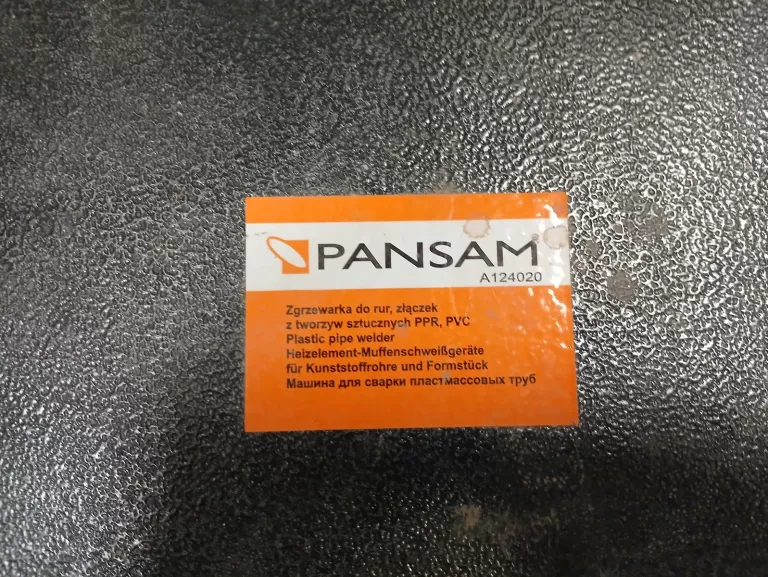 PANSAM
A124020
Zgrzewarka do rur, złączek
z tworzyw sztucznych PPR, PVC
Plastic pipe welder
Heizelement-Muffenschweißgeräte
für Kunststoffrohre und Formstück
Машина для сварки пластмассовых труб